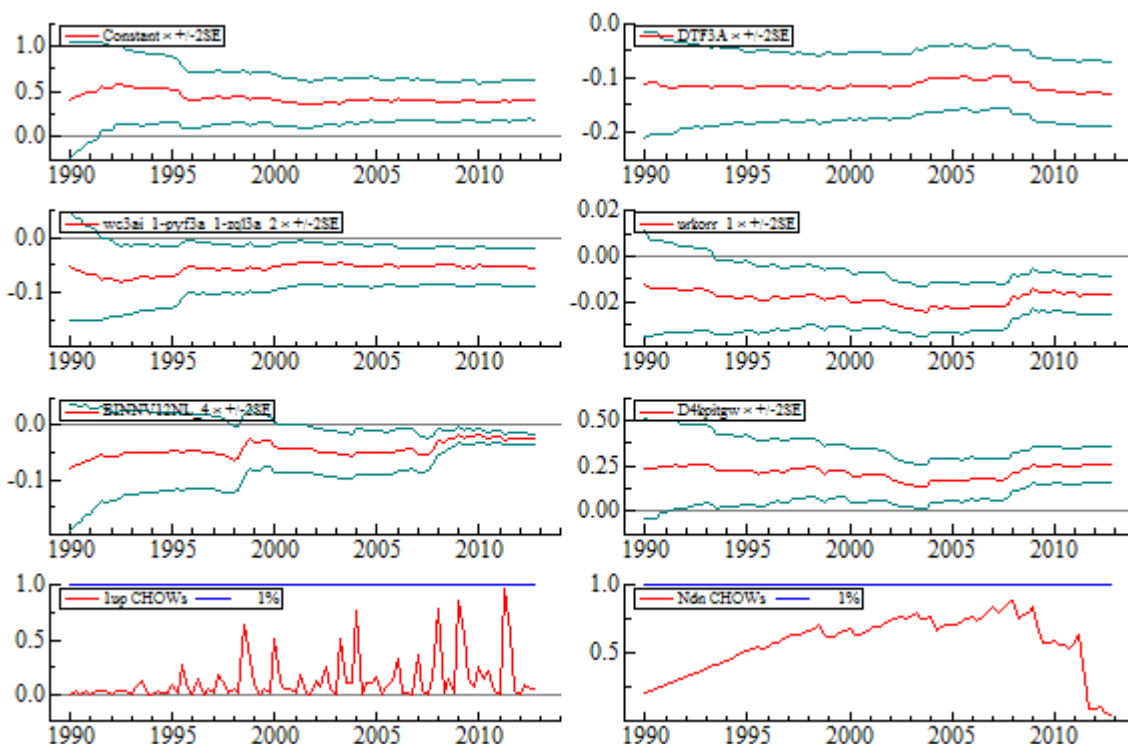 Constant × +/-2SE
1.0
0.5
0.0
1990 1995 2000 2005 2010
DTF3A × +/-2SE
0.0
-0.1
-0.2
1990 1995 2000 2005 2010
wc3ai_1-pyf3a_1-zql3a_2 × +/-2SE
0.0
-0.1
1990 1995 2000 2005 2010
urkorr_1 × +/-2SE
0.02
0.00
-0.02
1990 1995 2000 2005 2010
BINNV12NL_4 × +/-2SE
0.0
-0.1
1990 1995 2000 2005 2010
D4kpitgw × +/-2SE
0.50
0.25
0.00
1990 1995 2000 2005 2010
1up CHOWs 1%
1.0
0.5
0.0
1990 1995 2000 2005 2010
Ndn CHOWs 1%
1.0
0.5
1990 1995 2000 2005 2010